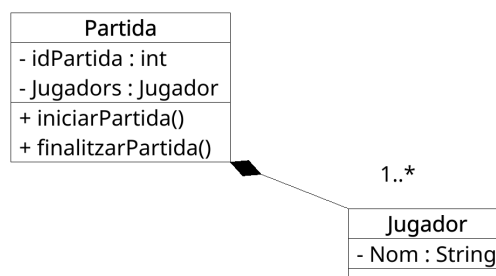 Partida
- idPartida : int
- Jugadors : Jugador
+ iniciarPartida()
+ finalitzarPartida()
1..*
Jugador
- Nom : String